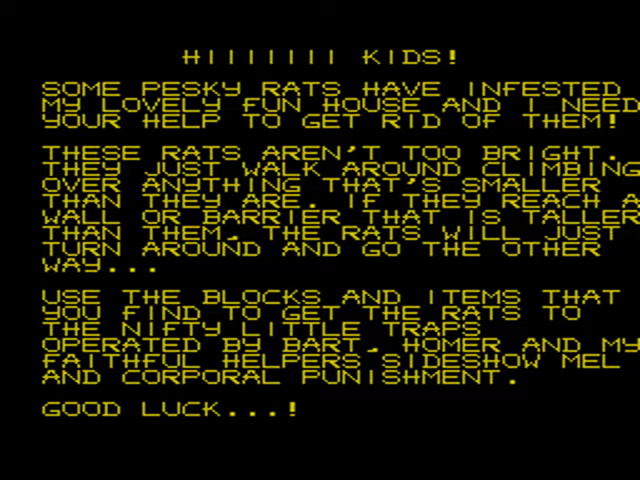 HIIIIIII KIDS!
SOME PESKY RATS HAVE INFESTED
MY LOVELY FUN HOUSE AND I NEED
YOUR HELP TO GET RID OF THEM!
THESE RATS AREN'T TOO BRIGHT.
THEY JUST WALK AROUND CLIMBING
OVER ANYTHING THAT'S SMALLER
THAN THEY ARE. IF THEY REACH A
WALL OR BARRIER THAT IS TALLER
THAN THEM, THE RATS WILL JUST
TURN AROUND AND GO THE OTHER
WAY...
USE THE BLOCKS AND ITEMS THAT
YOU FIND TO GET THE RATS TO
THE NIFTY LITTLE TRAPS
OPERATED BY BART, HOMER AND MY
FAITHFUL HELPERS SIDESHOW MEL
AND CORPORAL PUNISHMENT.
GOOD LUCK...!